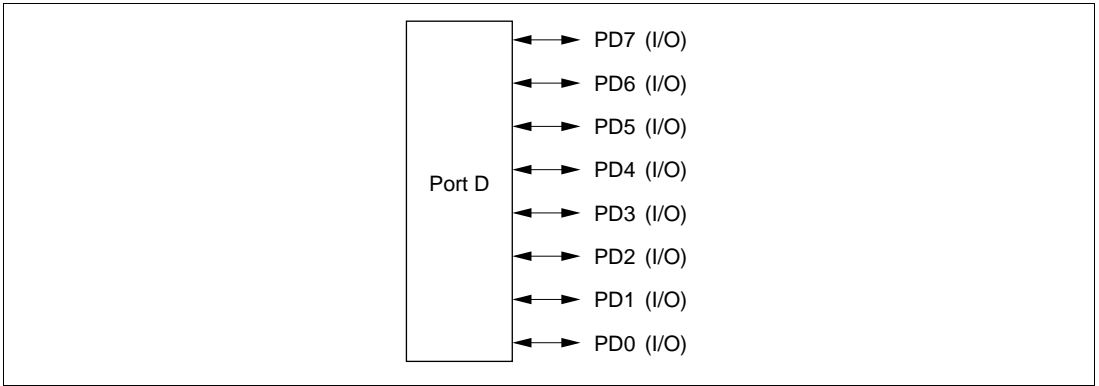 PD7 (I/O)
PD6 (I/O)
PD5 (I/O)
PD4 (I/O)
Port D
PD3 (I/O)
PD2 (I/O)
PD1 (I/O)
PD0 (I/O)